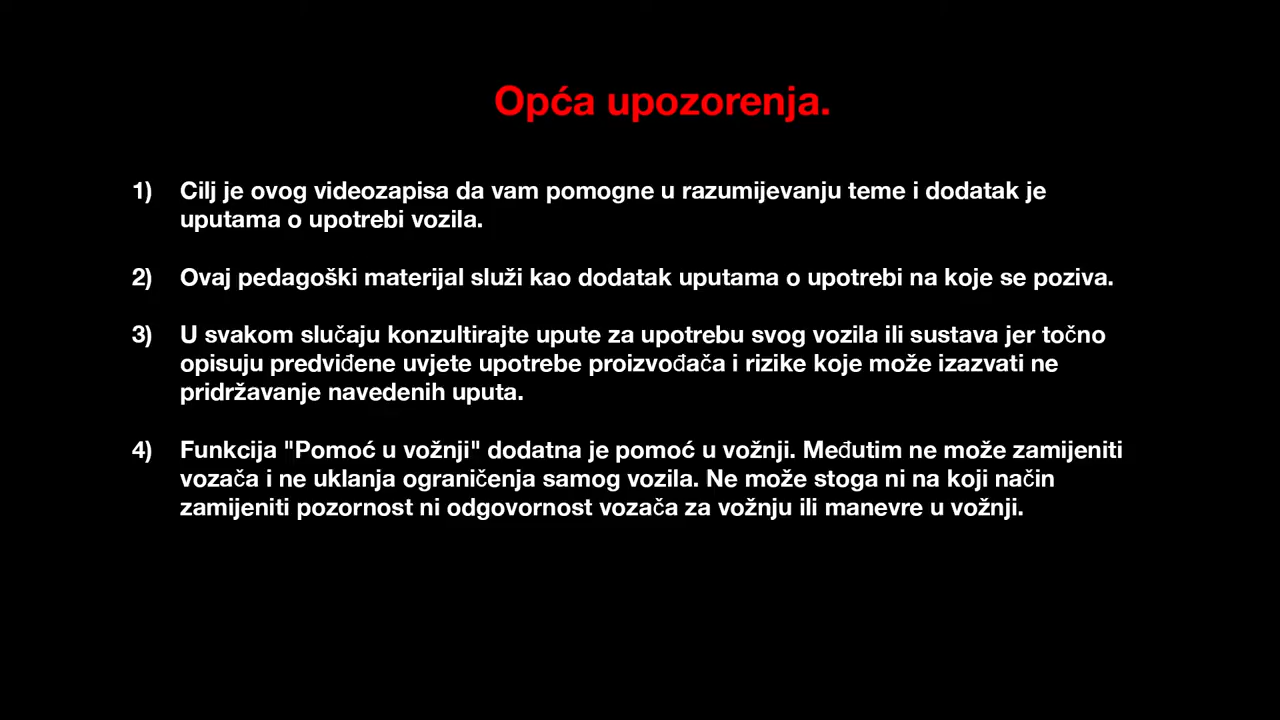 Opća upozorenja.
1) Cilj je ovog videozapisa da vam pomogne u razumijevanju teme i dodatak je
uputama o upotrebi vozila.
2) Ovaj pedagoški materijal služi kao dodatak uputama o upotrebi na koje se poziva.
3) U svakom slučaju konzultirajte upute za upotrebu svog vozila ili sustava jer točno
opisuju predviđene uvjete upotrebe proizvođača i rizike koje može izazvati ne
pridržavanje navedenih uputa.
4) Funkcija "Pomoć u vožnji" dodatna je pomoć u vožnji. Međutim ne može zamijeniti
vozača i ne uklanja ograničenja samog vozila. Ne može stoga ni na koji način
zamijeniti pozornost ni odgovornost vozača za vožnju ili manevre u vožnji.